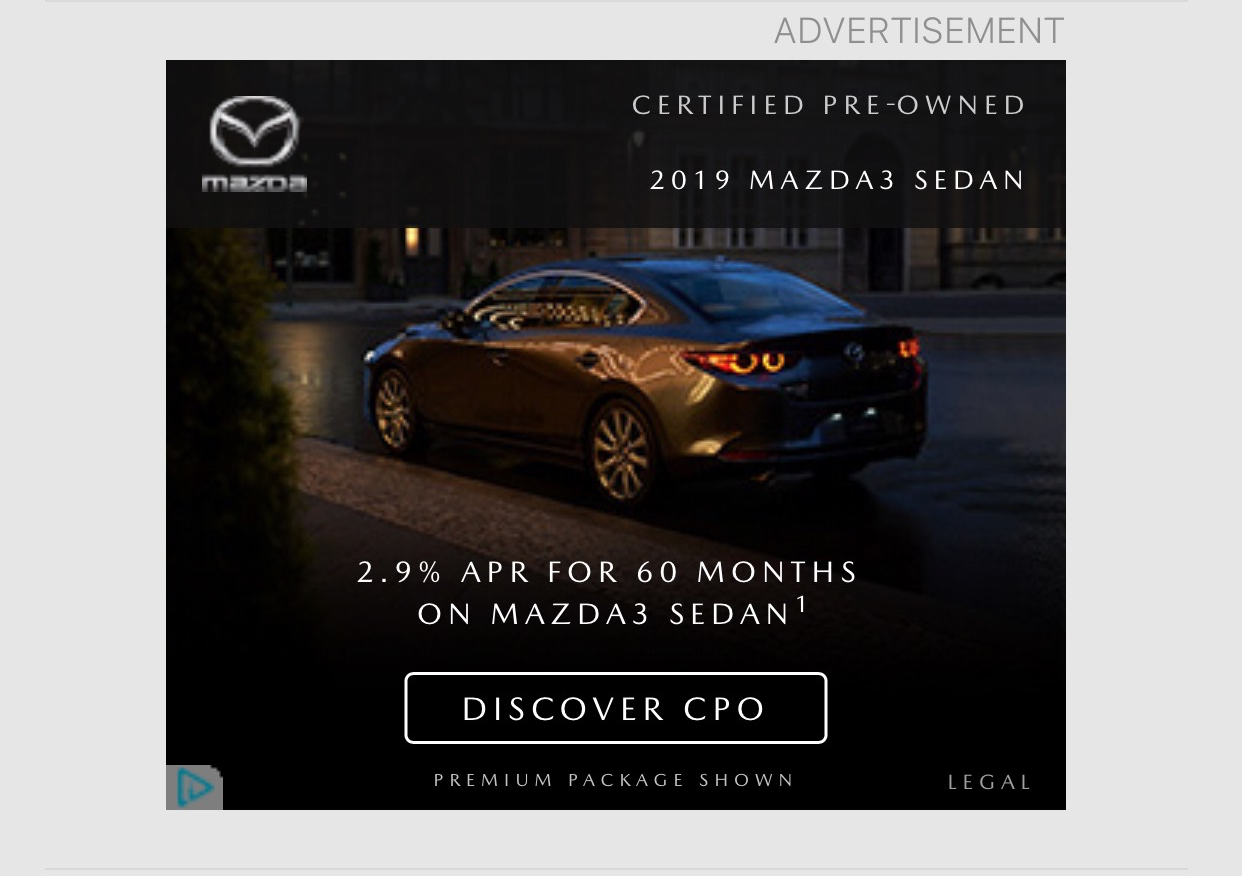 ADVERTISEMENT
mazda
CERTIFIED PRE-OWNED
2019 MAZDA3 SEDAN
2.9% APR FOR 60 MONTHS
ON MAZDA3 SEDAN¹
DISCOVER CPO
PREMIUM PACKAGE SHOWN
LEGAL